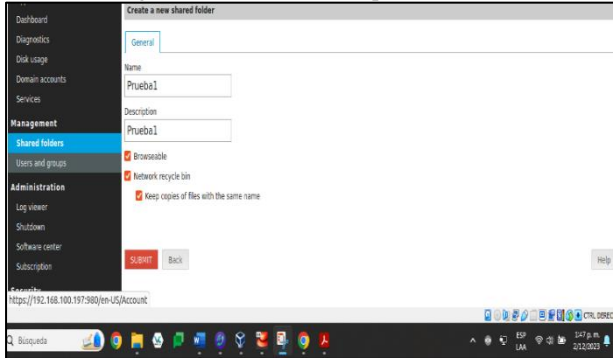 Dashboard
Diagnostics
Disk usage
Domain accounts
Services
Management
Shared folders
Users and groups
Administration
Log viewer
Shutdown
Software center
Subscription
Security
Create a new shared folder
General
Name
Prueba1
Description
Prueba1
Browseable
Network recycle bin
Keep copies of files with the same name
SUBMIT
Back
Help
https://192.168.100.197:980/en-US/Account
CTRL DEREC
Búsqueda
ESP
LAA
1:47 p. m.
2/12/2023